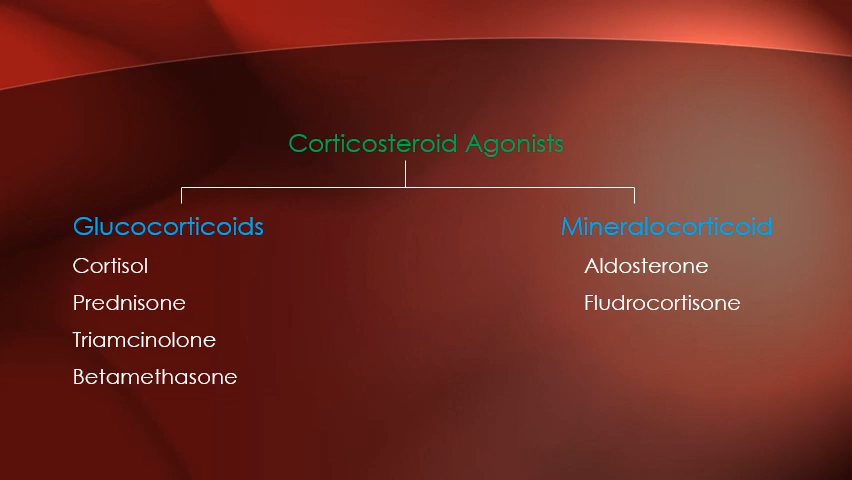 Corticosteroid Agonists
Glucocorticoids
Cortisol
Prednisone
Triamcinolone
Betamethasone
Mineralocorticoid
Aldosterone
Fludrocortisone